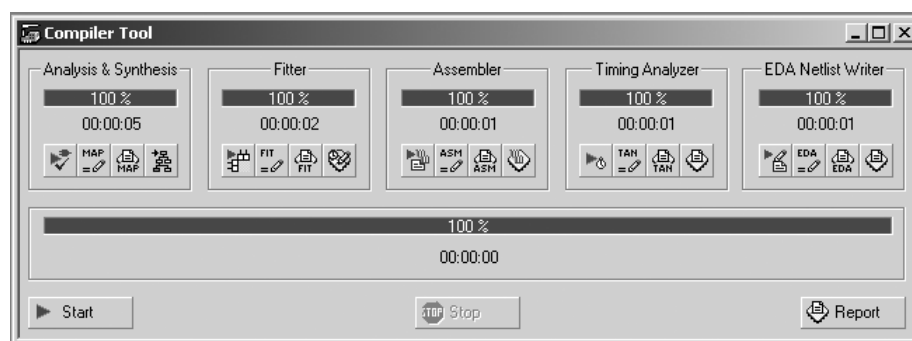 Compiler Tool
Analysis & Synthesis Fitter Assembler Timing Analyzer EDA Netlist Writer
100 % 100 % 100 % 100 % 100 %
00:00:05 00:00:02 00:00:01 00:00:01 00:00:01
MAP MAP FIT FIT ASM ASM TAN TAN EDA EDA
100 %
00:00:00
Start STOP Stop Report